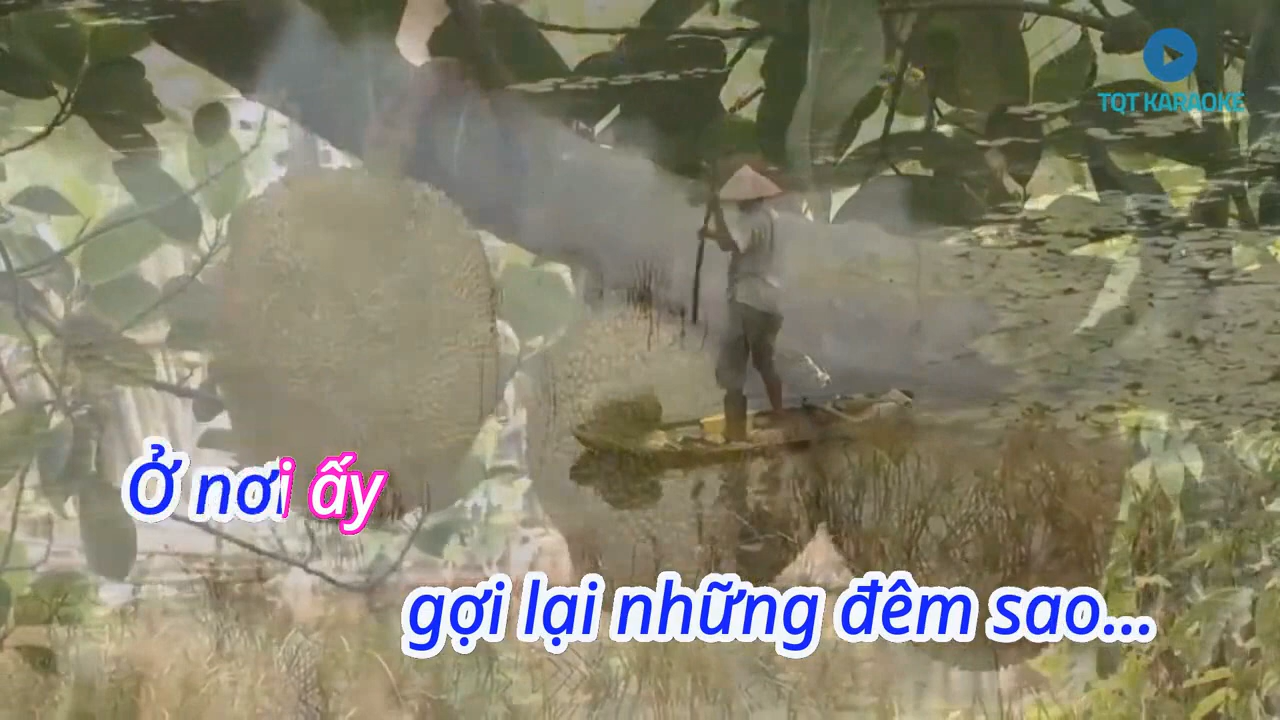 TQT KARAOKE
Ở nơi ấy
gợi lại những đêm sao...